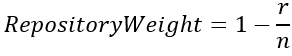 RepositoryWeight = 1 − r/n